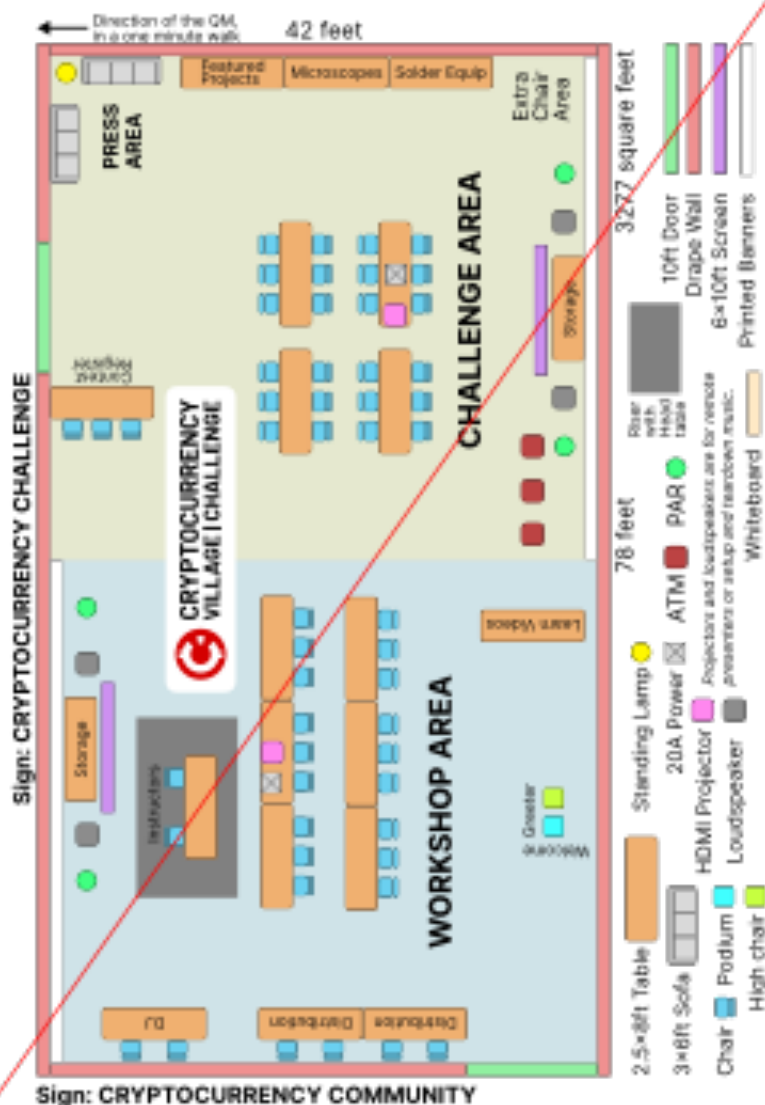 Direction of the QM,
in a one minute walk
42 feet
Sign: CRYPTOCURRENCY CHALLENGE
Featured
Projects
Microscopes
Solder Equip
PRESS
AREA
Extra
Chair
Area
Contest
Register
CHALLENGE AREA
Storage
3277 square feet
78 feet
CRYPTOCURRENCY
VILLAGE | CHALLENGE
Storage
Instructors
WORKSHOP AREA
Learn Videos
Greeter
Welcome
DJ
Distribution
Distribution
Sign: CRYPTOCURRENCY COMMUNITY
2.5×8ft Table
3×6ft Sofa
Chair
Podium
High chair
Standing Lamp
20A Power
ATM
PAR
HDMI Projector
Loudspeaker
Projectors and loudspeakers are for remote
presenters or setup and teardown music.
Whiteboard
Riser
with
Head
table
10ft Door
Drape Wall
6×10ft Screen
Printed Banners